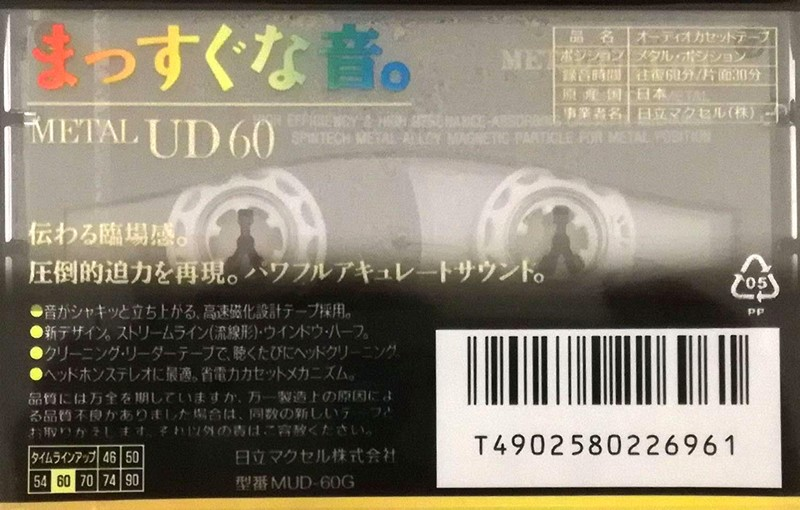 まっすぐな音。
METAL UD 60
品名 オーディオカセットテープ
ポジション メタル・ポジション
録音時間 往復60分/片面30分
原産国 日本
事業者名 日立マクセル(株)
HIGH EFFICIENCY & HIGH RESONANCE-ABSORBING
SPINTECH METAL ALLOY MAGNETIC PARTICLE FOR METAL POSITION
伝わる臨場感。
圧倒的迫力を再現。パワフルアキュレートサウンド。
●音がシャキッと立ち上がる、高速磁化設計テープ採用。
●新デザイン。ストリームライン(流線形)・ウインドウ・ハーフ。
●クリーニング・リーダーテープで、聴くたびにヘッドクリーニング。
●ヘッドホンステレオに最適。省電力カセットメカニズム。
品質には万全を期していますが、万一製造上の原因によ
る品質不良がありました場合は、同数の新しいテープと
お取りかえします。それ以外の責はご容赦ください。
タイムラインアップ 46 50
54 60 70 74 90
日立マクセル株式会社
型番MUD-60G
05
PP
T4902580226961